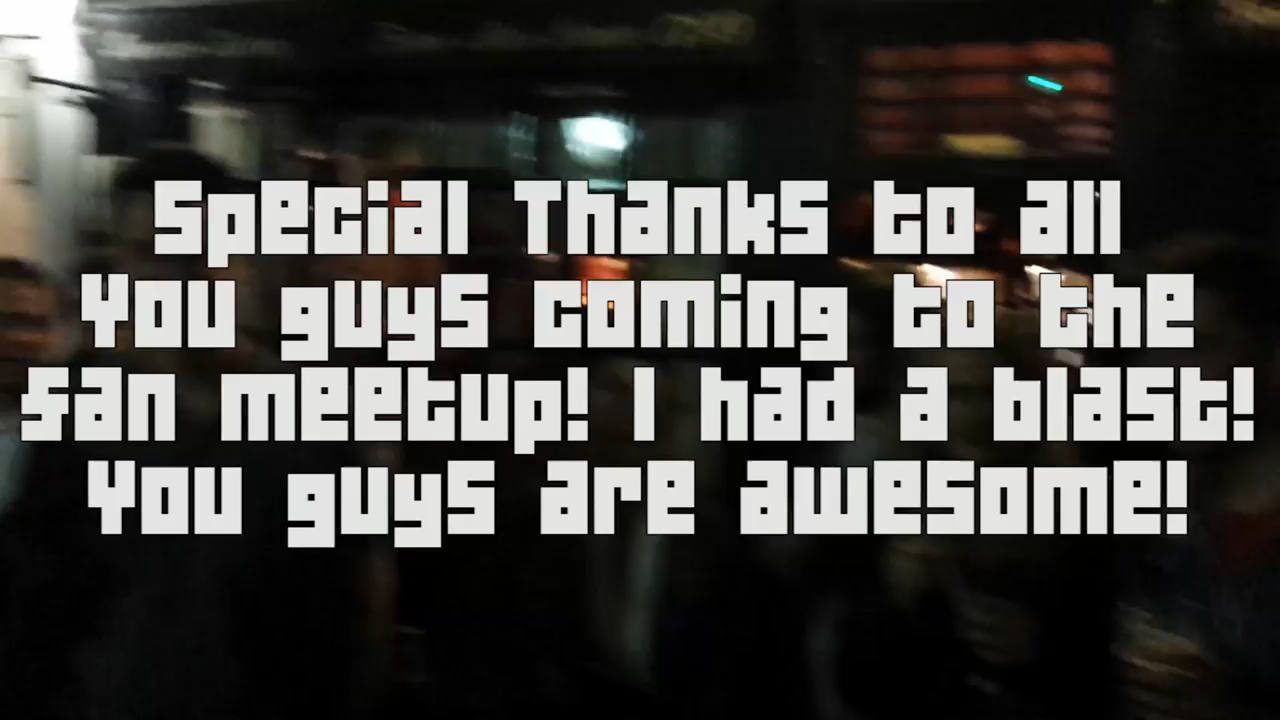 Special Thanks to all
You guys coming to the
fan meetup! I had a blast!
You guys are awesome!